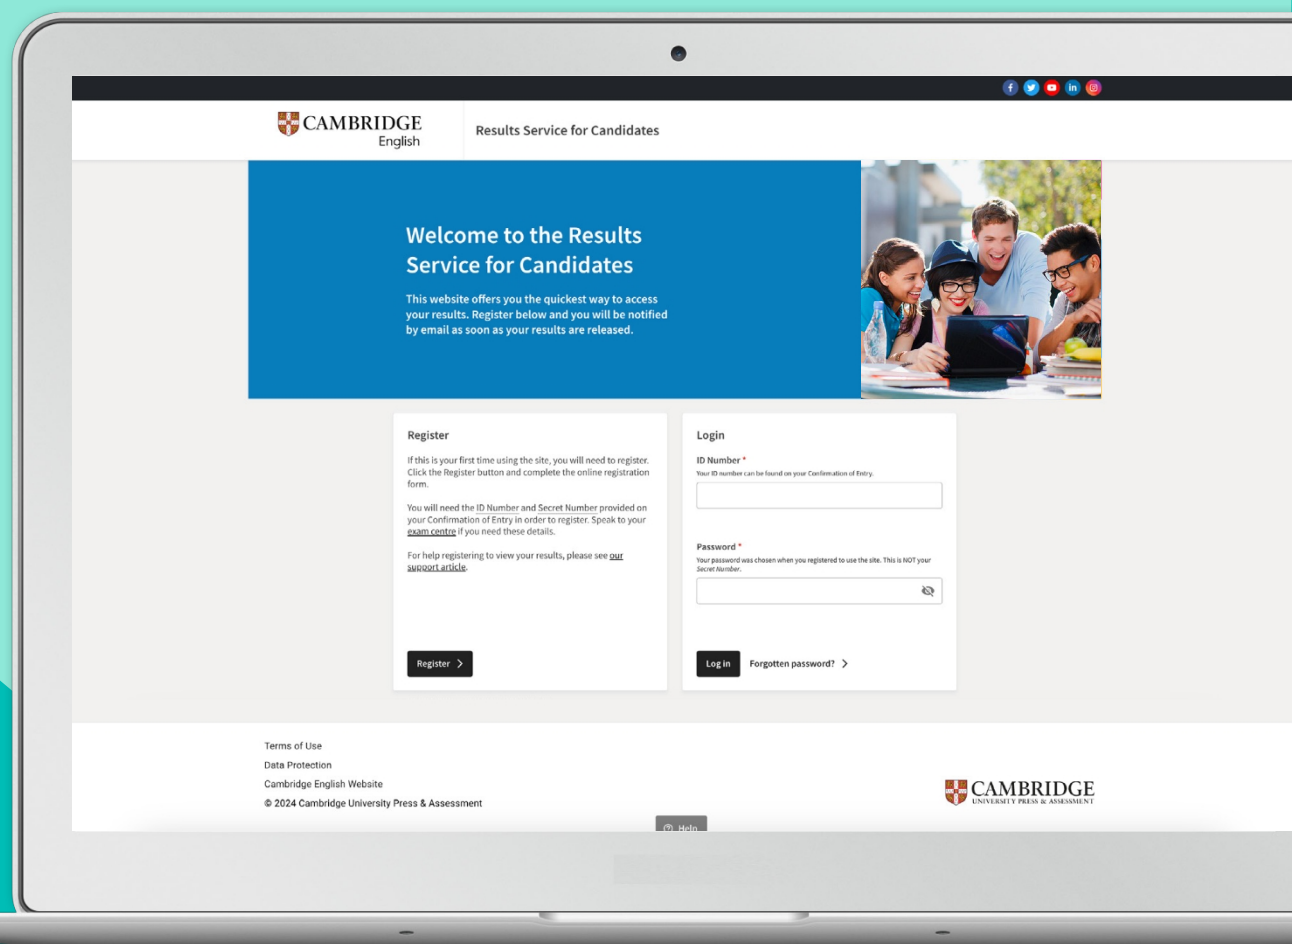 CAMBRIDGE
English
Results Service for Candidates
Welcome to the Results
Service for Candidates
This website offers you the quickest way to access
your results. Register below and you will be notified
by email as soon as your results are released.
Register
If this is your first time using the site, you will need to register.
Click the Register button and complete the online registration
form.
You will need the ID Number and Secret Number provided on
your Confirmation of Entry in order to register. Speak to your
exam centre if you need these details.
For help registering to view your results, please see our
support article.
Register
Login
ID Number *
Your ID number can be found on your Confirmation of Entry.
Password *
Your password was chosen when you registered to use the site. This is NOT your
Secret Number.
Log in
Forgotten password?
Terms of Use
Data Protection
Cambridge English Website
© 2024 Cambridge University Press & Assessment
CAMBRIDGE
UNIVERSITY PRESS & ASSESSMENT
Help